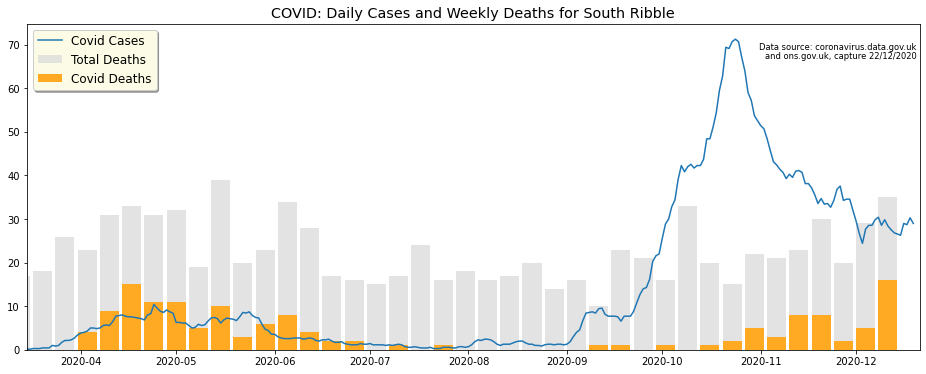 COVID: Daily Cases and Weekly Deaths for South Ribble
Covid Cases
Total Deaths
Covid Deaths
Data source: coronavirus.data.gov.uk
and ons.gov.uk, capture 22/12/2020
70
60
50
40
30
20
10
0
2020-04 2020-05 2020-06 2020-07 2020-08 2020-09 2020-10 2020-11 2020-12